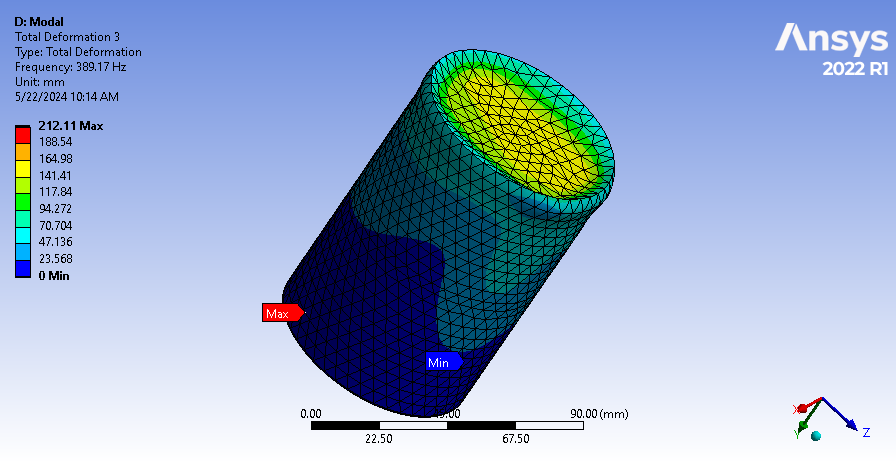 D: Modal
Total Deformation 3
Type: Total Deformation
Frequency: 389.17 Hz
Unit: mm
5/22/2024 10:14 AM
212.11 Max
188.54
164.98
141.41
117.84
94.272
70.704
47.136
23.568
0 Min
Ansys
2022 R1
Max
Min
0.00
90.00 (mm)
22.50
67.50
X
Y
Z